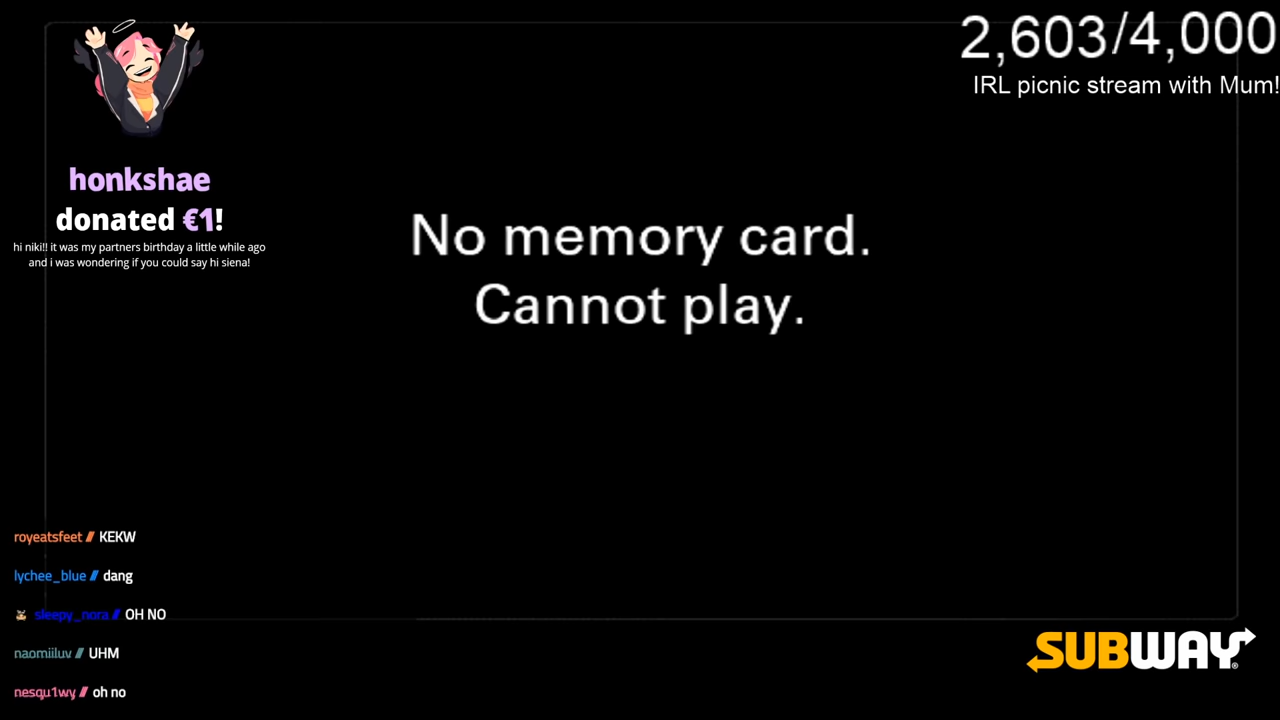 2,603/4,000
IRL picnic stream with Mum!
honkshae
donated €1!
hi niki!! it was my partners birthday a little while ago
and i was wondering if you could say hi siena!
No memory card.
Cannot play.
royeatsfeet // KEKW
lychee_blue // dang
sleepy_nora // OH NO
naomiiluv // UHM
nesqu1wy // oh no
SUBWAY®